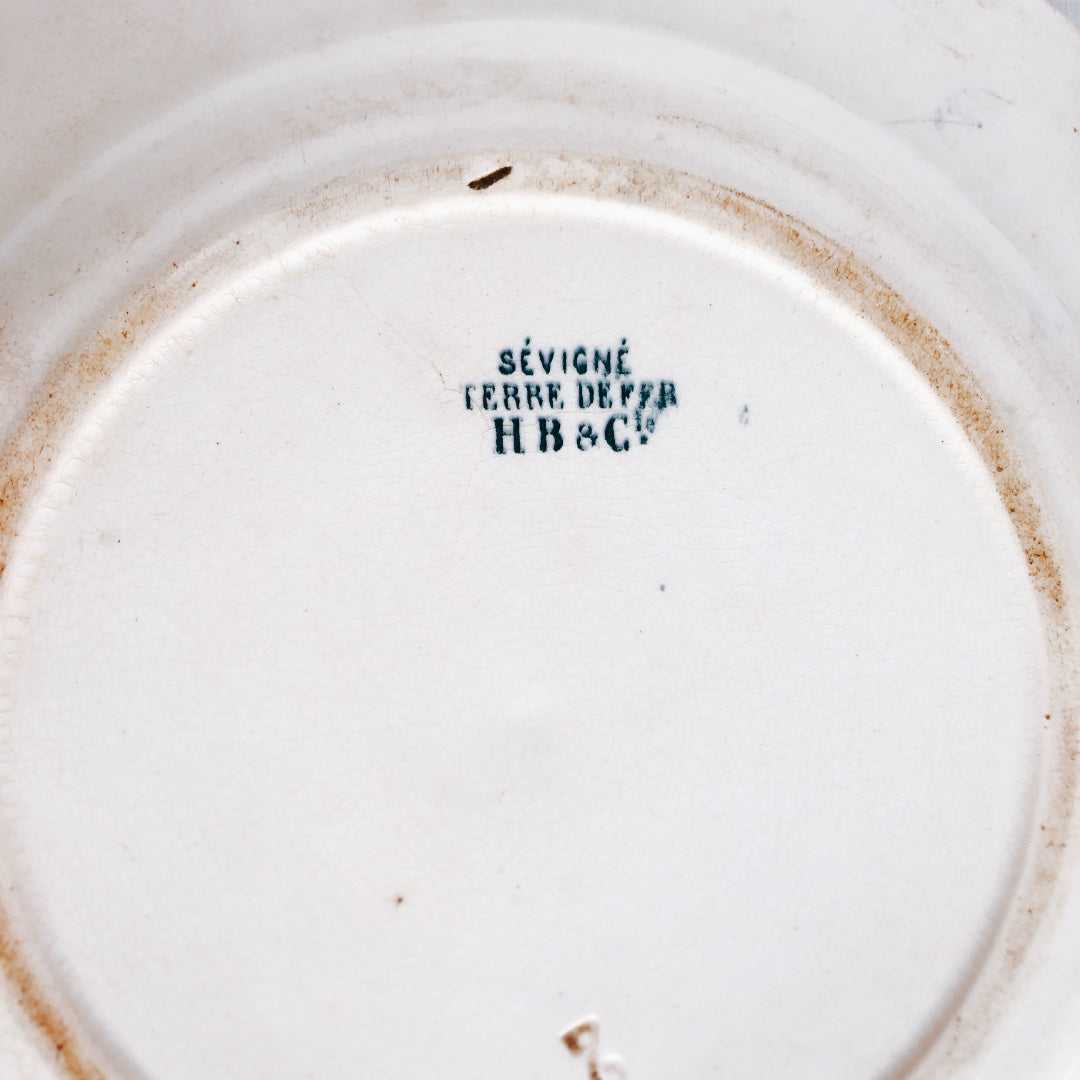 SÉVIGNÉ
TERRE DE FER
H B & Cie